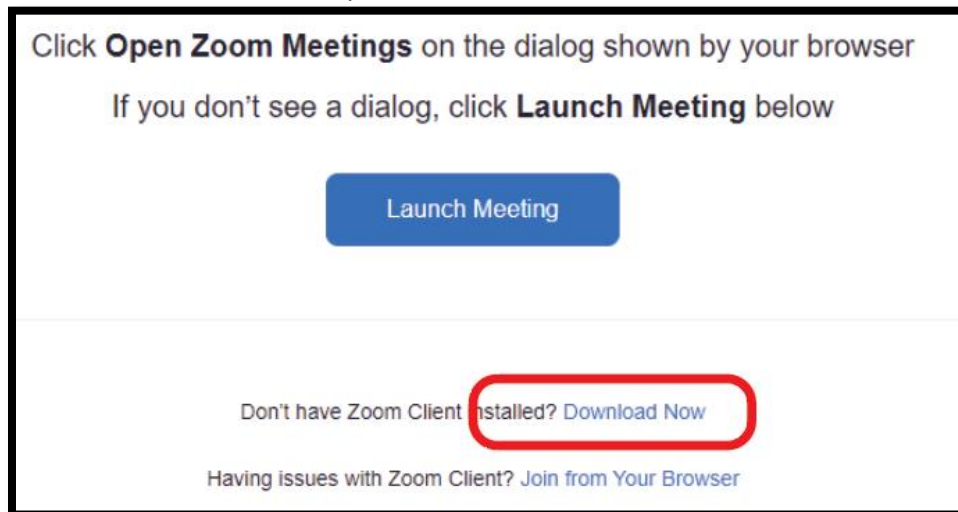 Click Open Zoom Meetings on the dialog shown by your browser
If you don't see a dialog, click Launch Meeting below
Launch Meeting
Don't have Zoom Client installed? Download Now
Having issues with Zoom Client? Join from Your Browser